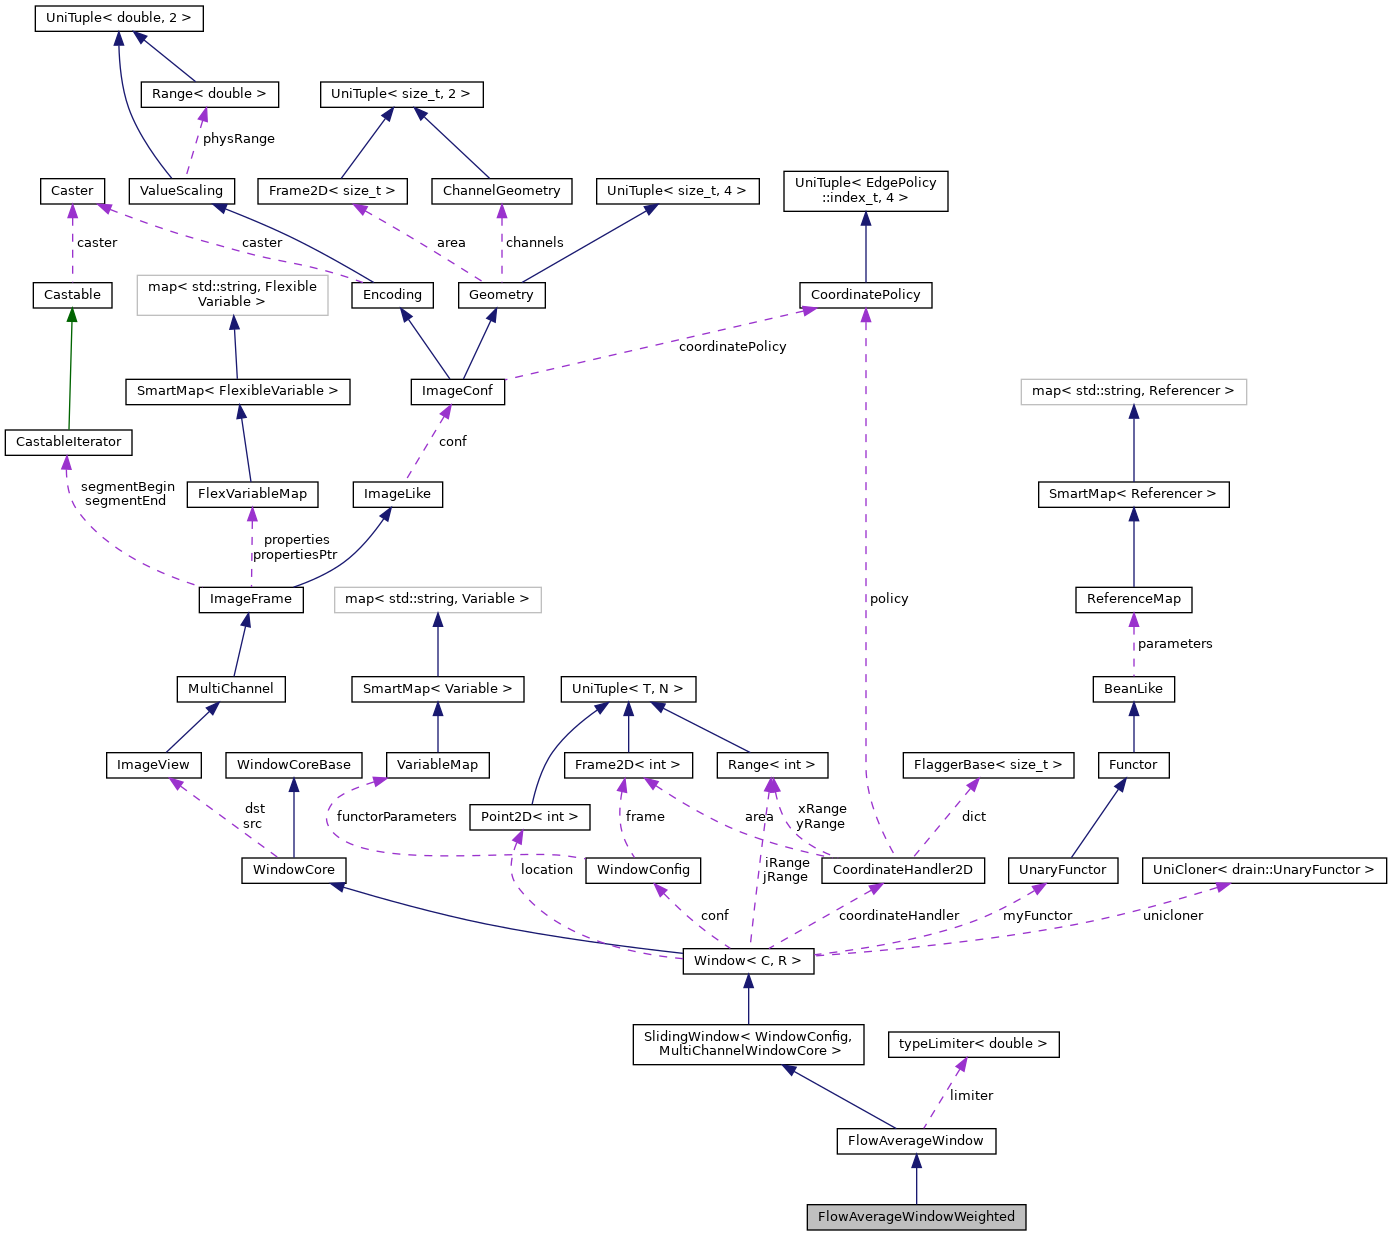 UniTuple< double, 2 >
Range< double >
UniTuple< size_t, 2 >
physRange
Caster
ValueScaling
Frame2D< size_t >
ChannelGeometry
UniTuple< size_t, 4 >
UniTuple< EdgePolicy
::index_t, 4 >
caster
caster
area
channels
Castable
map< std::string, Flexible
Variable >
Encoding
Geometry
CoordinatePolicy
coordinatePolicy
SmartMap< FlexibleVariable >
ImageConf
map< std::string, Referencer >
CastableIterator
conf
segmentBegin
segmentEnd
FlexVariableMap
ImageLike
SmartMap< Referencer >
properties
propertiesPtr
ImageFrame
map< std::string, Variable >
policy
ReferenceMap
parameters
MultiChannel
SmartMap< Variable >
UniTuple< T, N >
BeanLike
ImageView
WindowCoreBase
VariableMap
Frame2D< int >
Range< int >
FlaggerBase< size_t >
Functor
dst
src
functorParameters
Point2D< int >
frame
area
xRange
yRange
dict
WindowCore
location
WindowConfig
iRange
jRange
CoordinateHandler2D
UnaryFunctor
UniCloner< drain::UnaryFunctor >
conf
coordinateHandler
myFunctor
unicloner
Window< C, R >
SlidingWindow< WindowConfig,
MultiChannelWindowCore >
typeLimiter< double >
limiter
FlowAverageWindow
FlowAverageWindowWeighted